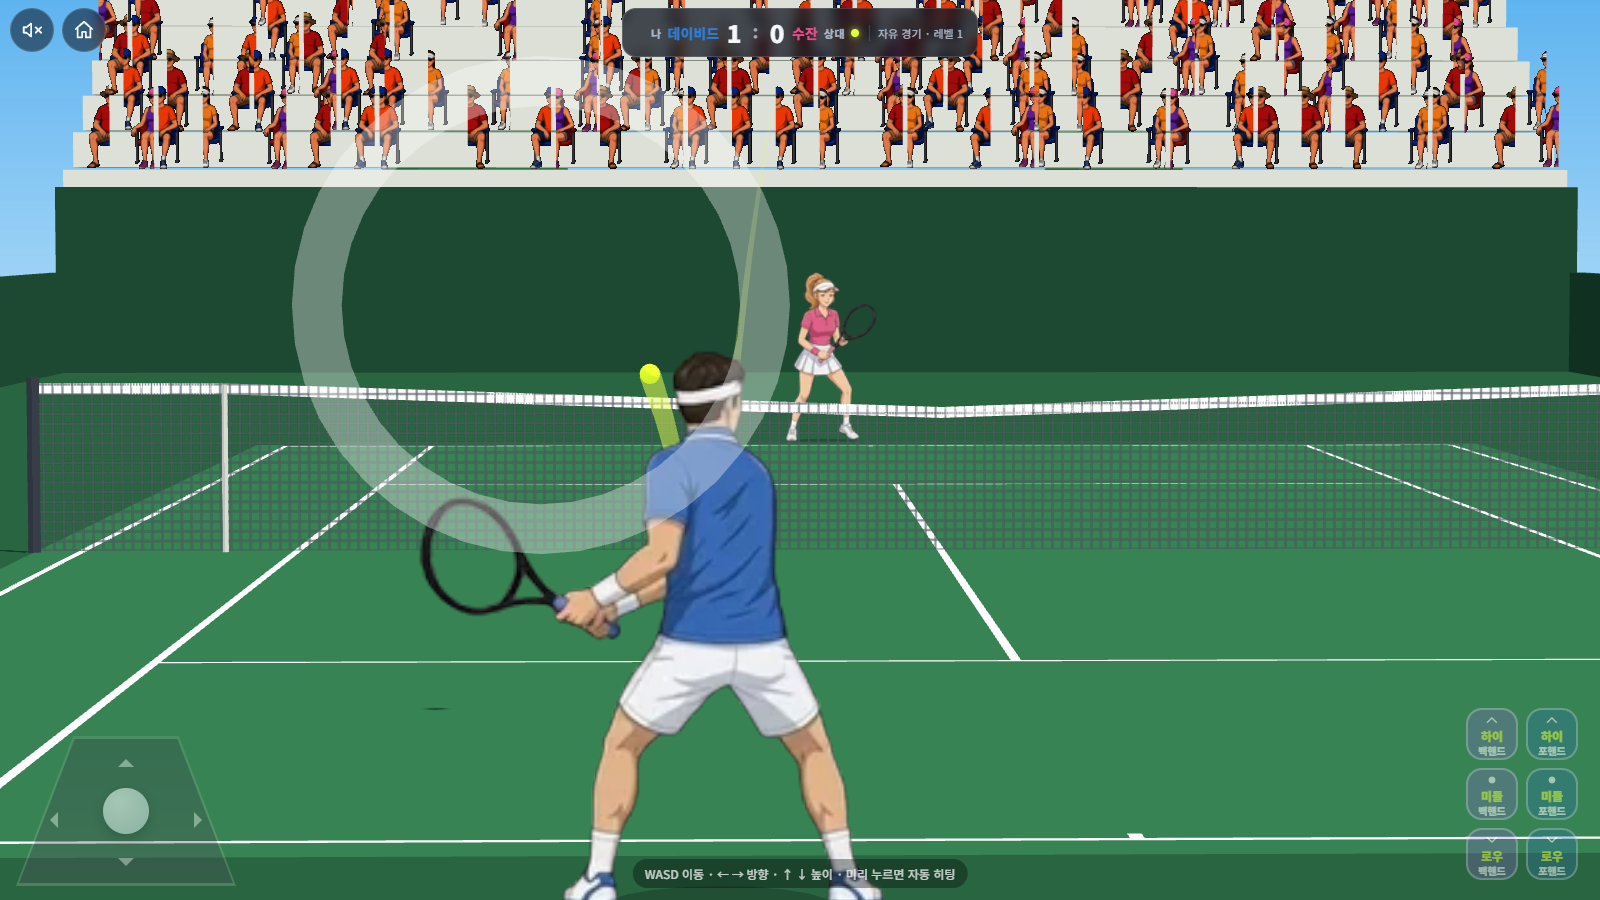 나 데이비드 1 : 0 수잔 상대 자유 경기 · 레벨 1
하이 백핸드
하이 포핸드
미들 백핸드
미들 포핸드
로우 백핸드
로우 포핸드
WASD 이동 · ←→ 방향 · ↑↓ 높이 · 미리 누르면 자동 히팅